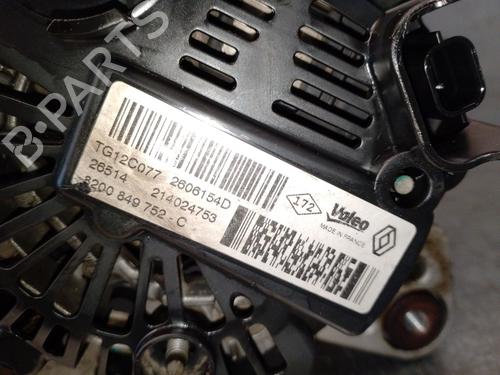 B-PARTS
TG12C077 2606154D
26514 214024753
8200 849 752 - C
172
Valeo
MADE IN FRANCE